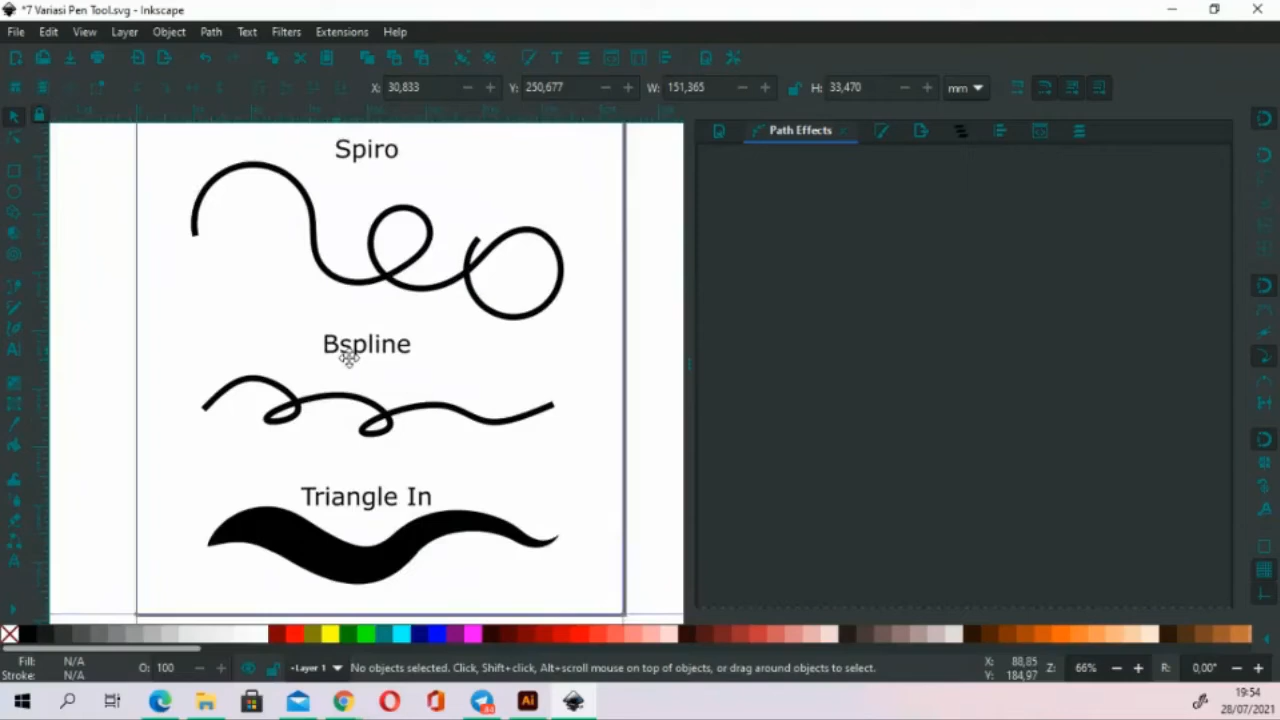 *7 Variasi Pen Tool.svg - Inkscape
File Edit View Layer Object Path Text Filters Extensions Help
X: 30,833 Y: 250,677 W: 151,365 H: 33,470 mm
Path Effects
Spiro
Bspline
Triangle In
Fill: N/A
Stroke: N/A
O: 100
Layer 1
No objects selected. Click, Shift+click, Alt+scroll mouse on top of objects, or drag around objects to select.
X: 88,85
Y: 184,97
Z: 66%
R: 0,00°
Ai
19:54
28/07/2021